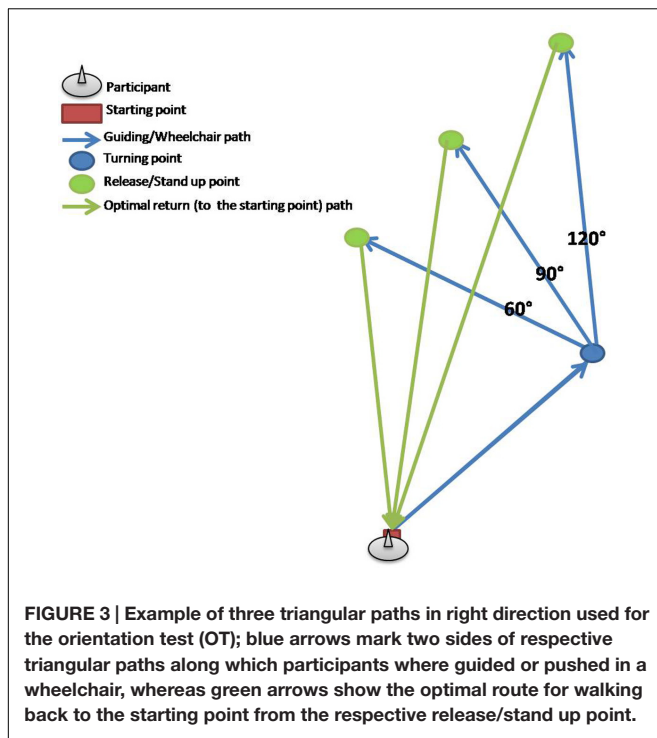 Participant
Starting point
Guiding/Wheelchair path
Turning point
Release/Stand up point
Optimal return (to the starting point) path
120°
90°
60°
FIGURE 3 | Example of three triangular paths in right direction used for
the orientation test (OT); blue arrows mark two sides of respective
triangular paths along which participants where guided or pushed in a
wheelchair, whereas green arrows show the optimal route for walking
back to the starting point from the respective release/stand up point.